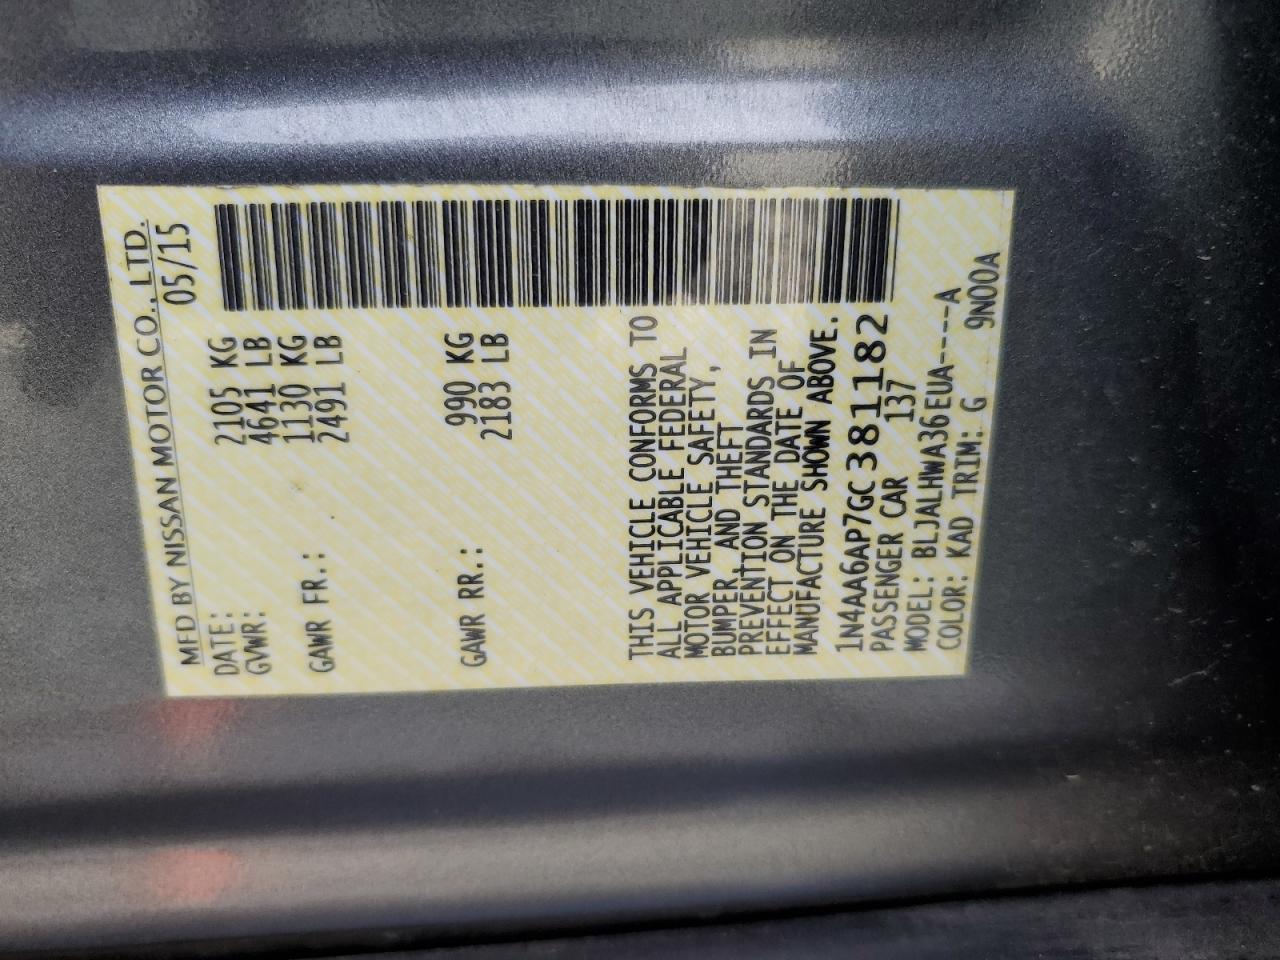 MFD BY NISSAN MOTOR CO., LTD.
DATE: 05/15
GVWR: 2105 KG
4641 LB
GAWR FR.: 1130 KG
2491 LB
GAWR RR.: 990 KG
2183 LB
THIS VEHICLE CONFORMS TO
ALL APPLICABLE FEDERAL
MOTOR VEHICLE SAFETY,
BUMPER, AND THEFT
PREVENTION STANDARDS IN
EFFECT ON THE DATE OF
MANUFACTURE SHOWN ABOVE.
1N4AA6AP7GC381182
PASSENGER CAR 137
MODEL: BLJALHWA36EUA----A
COLOR: KAD TRIM: G 9N00A